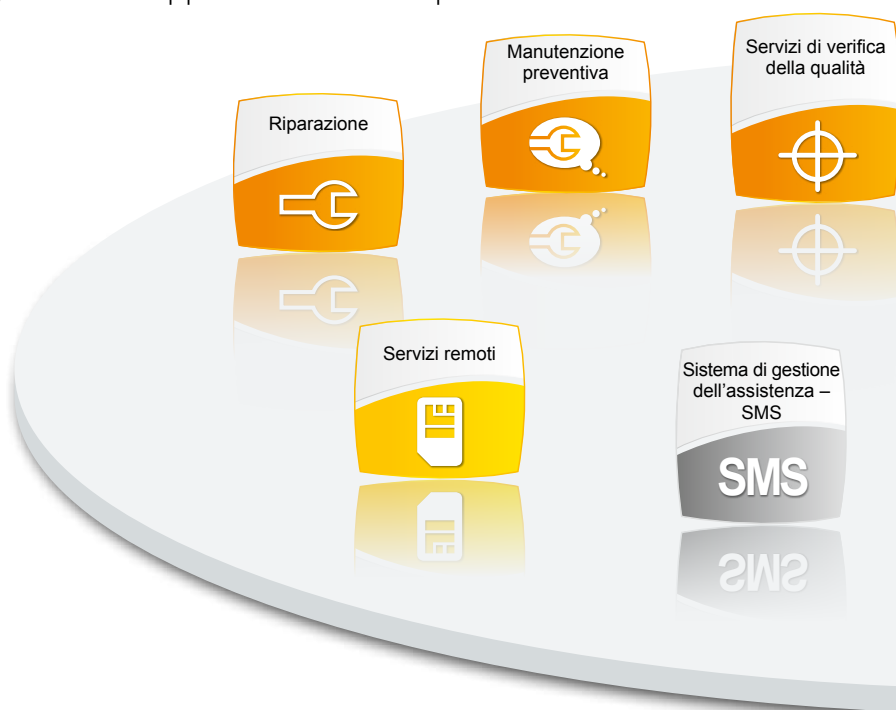 Riparazione
Manutenzione
preventiva
Servizi di verifica
della qualità
Servizi remoti
Sistema di gestione
dell'assistenza –
SMS
SMS